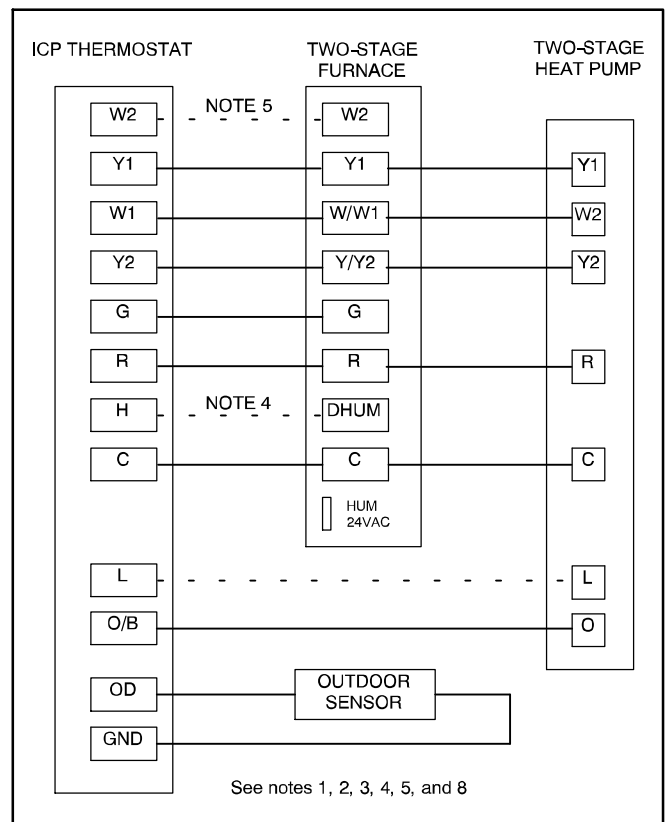 ICP THERMOSTAT
TWO-STAGE
FURNACE
TWO-STAGE
HEAT PUMP
W2 NOTE 5 W2
Y1 Y1 Y1
W1 W/W1 W2
Y2 Y/Y2 Y2
G G
R R R
H NOTE 4 DHUM
C C C
HUM
24VAC
L L
O/B O
OD OUTDOOR
SENSOR
GND
See notes 1, 2, 3, 4, 5, and 8